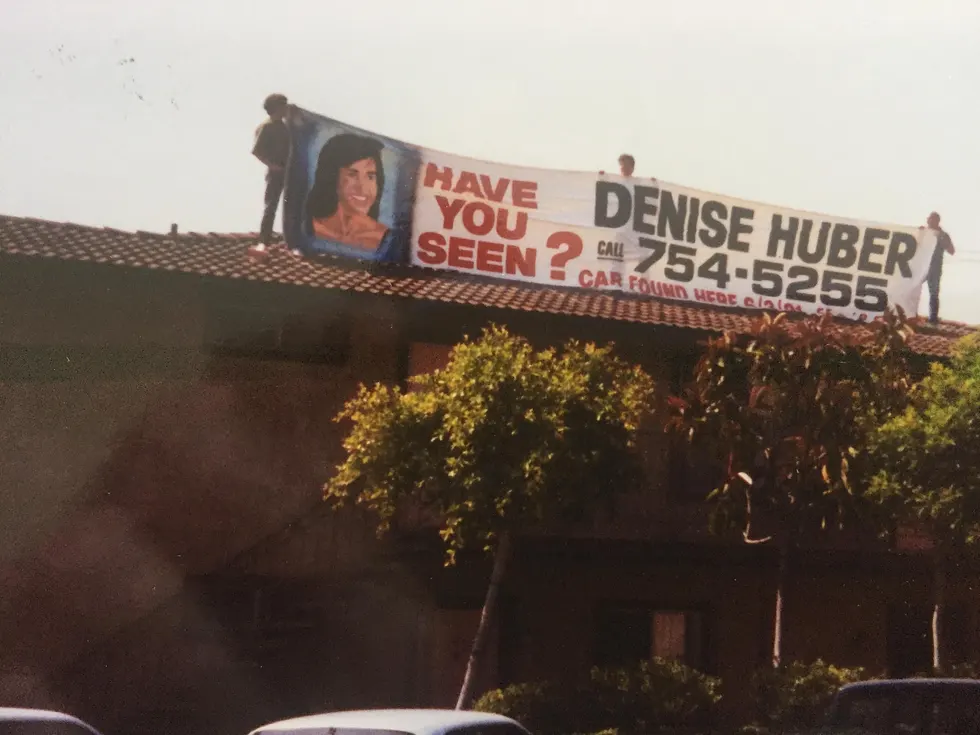 HAVE
YOU
SEEN?
DENISE HUBER
CALL 754-5255
CAR FOUND HERE